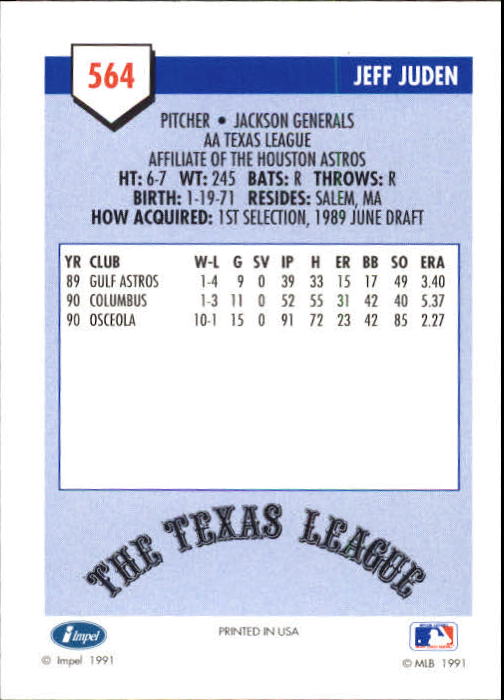 564
JEFF JUDEN
PITCHER • JACKSON GENERALS
AA TEXAS LEAGUE
AFFILIATE OF THE HOUSTON ASTROS
HT: 6-7 WT: 245 BATS: R THROWS: R
BIRTH: 1-19-71 RESIDES: SALEM, MA
HOW ACQUIRED: 1ST SELECTION, 1989 JUNE DRAFT
YR CLUB W-L G SV IP H ER BB SO ERA
89 GULF ASTROS 1-4 9 0 39 33 15 17 49 3.40
90 COLUMBUS 1-3 11 0 52 55 31 42 40 5.37
90 OSCEOLA 10-1 15 0 91 72 23 42 85 2.27
THE TEXAS LEAGUE
impel
PRINTED IN USA
© Impel 1991
© MLB 1991